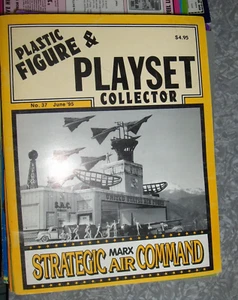 PLASTIC
FIGURE &
$4.95
PLAYSET
COLLECTOR
No. 37 June '95
S.A.C.
STRATEGIC MARX AIR COMMAND